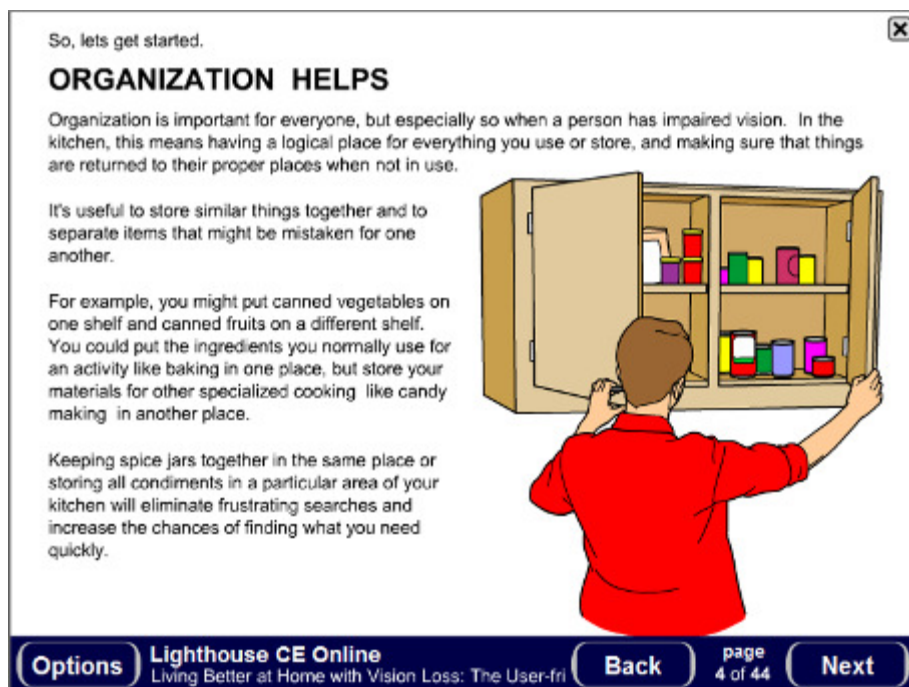 So, lets get started.
ORGANIZATION HELPS
Organization is important for everyone, but especially so when a person has impaired vision. In the
kitchen, this means having a logical place for everything you use or store, and making sure that things
are returned to their proper places when not in use.
It's useful to store similar things together and to
separate items that might be mistaken for one
another.
For example, you might put canned vegetables on
one shelf and canned fruits on a different shelf.
You could put the ingredients you normally use for
an activity like baking in one place, but store your
materials for other specialized cooking like candy
making in another place.
Keeping spice jars together in the same place or
storing all condiments in a particular area of your
kitchen will eliminate frustrating searches and
increase the chances of finding what you need
quickly.
Options
Lighthouse CE Online
Living Better at Home with Vision Loss: The User-fri
Back
page
4 of 44
Next